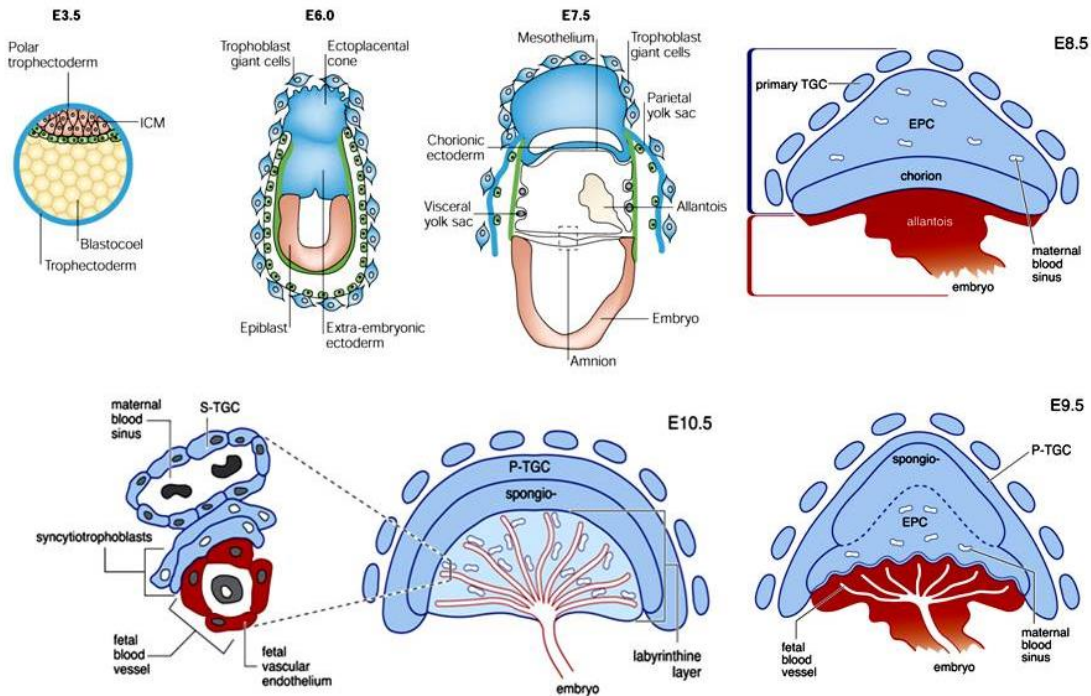 E3.5
Polar
trophectoderm
ICM
Blastocoel
Trophectoderm
E6.0
Trophoblast
giant cells
Ectoplacental
cone
Epiblast
Extra-embryonic
ectoderm
E7.5
Mesothelium
Trophoblast
giant cells
Parietal
yolk sac
Chorionic
ectoderm
Visceral
yolk sac
Allantois
Embryo
Amnion
E8.5
primary TGC
EPC
chorion
allantois
maternal
blood
sinus
embryo
maternal
blood
sinus
S-TGC
syncytiotrophoblasts
fetal
blood
vessel
fetal
vascular
endothelium
E10.5
P-TGC
spongio-
labyrinthine
layer
embryo
E9.5
P-TGC
spongio-
EPC
fetal
blood
vessel
maternal
blood
sinus
embryo